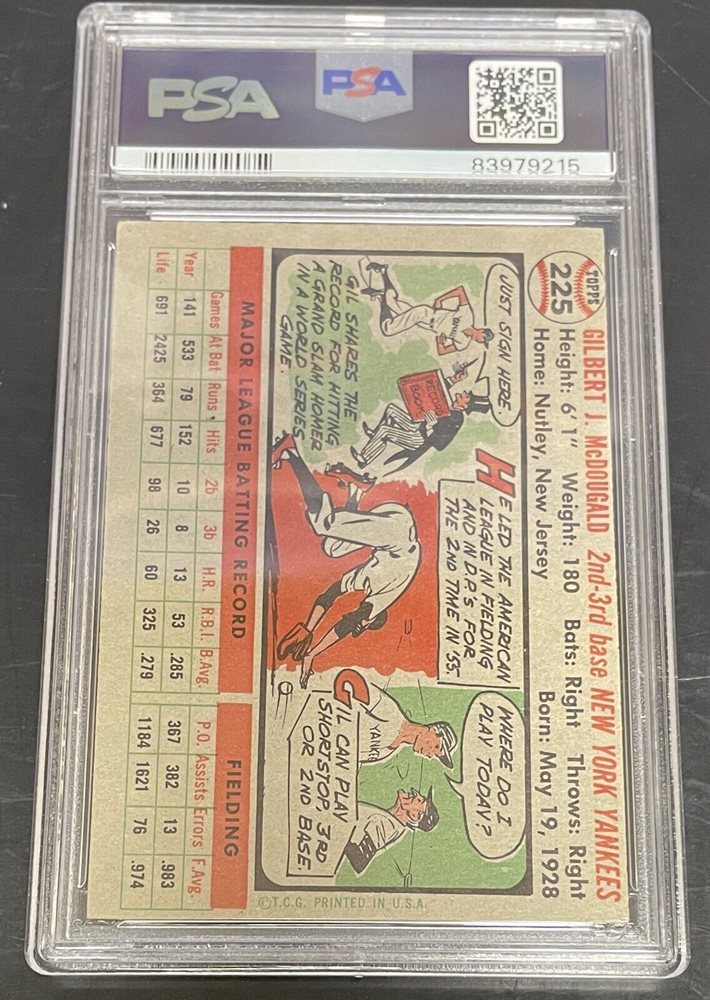 PSA
PSA
83979215
TOPPS
225
GILBERT J. McDOUGALD 2nd-3rd base NEW YORK YANKEES
Height: 6' 1" Weight: 180 Bats: Right Throws: Right
Home: Nutley, New Jersey Born: May 19, 1928
JUST SIGN HERE.
YANKEE
RECORD
BOOK
GIL SHARES THE
RECORD FOR HITTING
A GRAND SLAM HOMER
IN A WORLD SERIES
GAME.
HE LED THE AMERICAN
LEAGUE IN FIELDING
AND IN D.P.'S FOR
THE 2ND TIME IN '55.
WHERE DO I
PLAY TODAY?
YANKEE
GIL CAN PLAY
SHORTSTOP, 3RD
OR 2ND BASE.
MAJOR LEAGUE BATTING RECORD FIELDING
Games At Bat Runs Hits 2b 3b H.R. R.B.I. B.Avg. P.O. Assists Errors F.Avg.
Year 141 533 79 152 10 8 13 53 .285 367 382 13 .983
Life 691 2425 364 677 98 26 60 325 .279 1184 1621 76 .974
©T.C.G. PRINTED IN U.S.A.